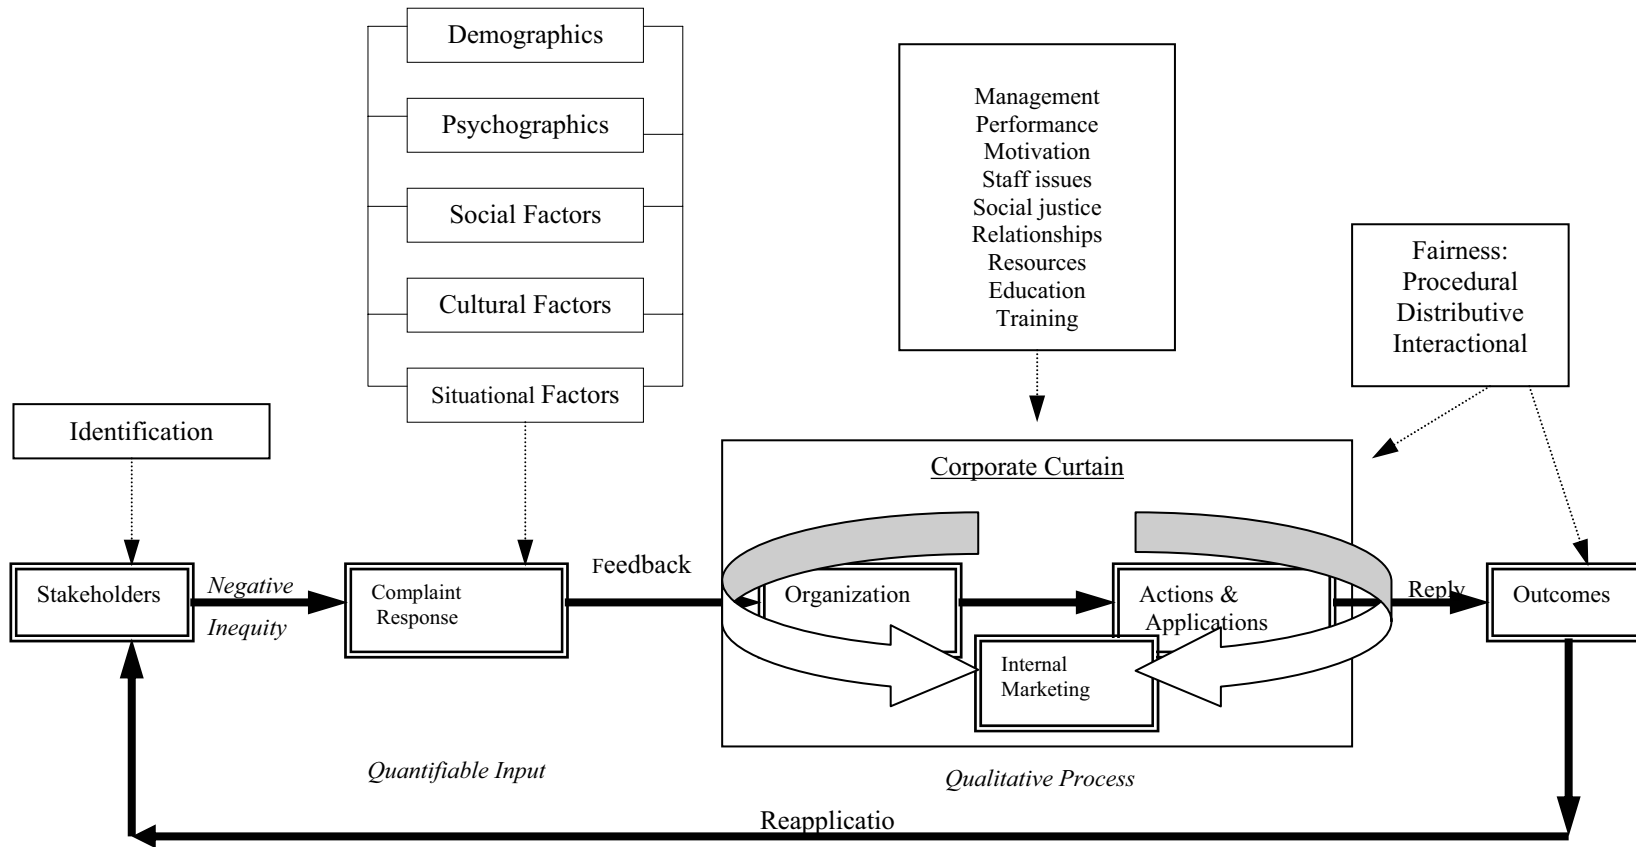 Demographics
Psychographics
Social Factors
Cultural Factors
Situational Factors
Management
Performance
Motivation
Staff issues
Social justice
Relationships
Resources
Education
Training
Fairness:
Procedural
Distributive
Interactional
Identification
Corporate Curtain
Stakeholders
Negative
Inequity
Complaint
Response
Feedback
Organization
Actions &
Applications
Internal
Marketing
Reply
Outcomes
Quantifiable Input
Qualitative Process
Reapplicatio